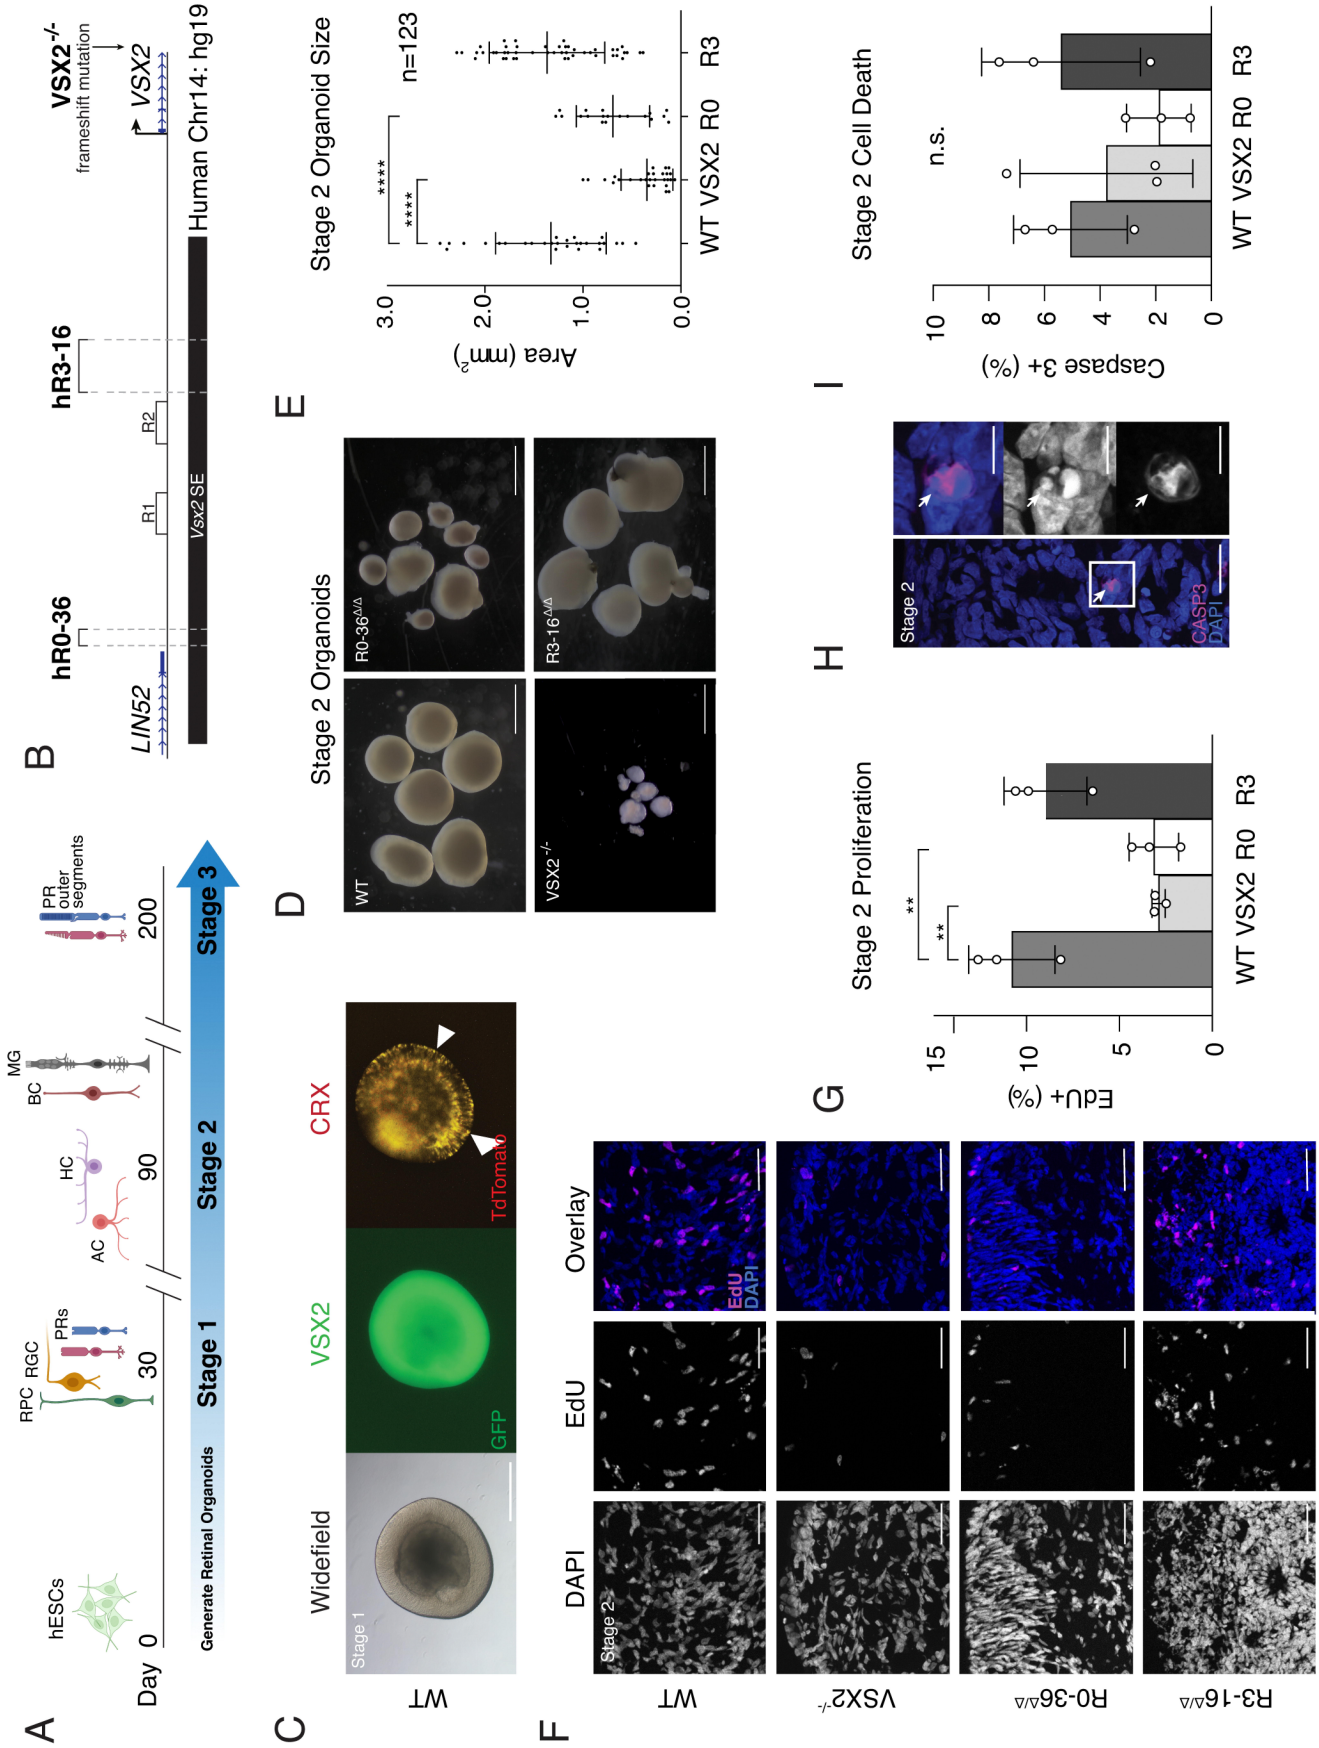 A
hESCs
RPC
RGC
PRs
AC
HC
BC
MG
PR
outer
segments
Day
0
30
90
200
Generate Retinal Organoids
Stage 1
Stage 2
Stage 3
B
hR0-36
hR3-16
VSX2-/-
frameshift mutation
LIN52
R1
R2
VSX2
Vsx2 SE
Human Chr14: hg19
C
Widefield
VSX2
CRX
WT
Stage 1
GFP
TdTomato
D
Stage 2 Organoids
WT
R0-36Δ/Δ
VSX2-/-
R3-16Δ/Δ
E
Stage 2 Organoid Size
n=123
****
****
Area (mm2)
3.0
2.0
1.0
0.0
WT VSX2 R0 R3
F
DAPI
EdU
Overlay
Stage 2
EdU
DAPI
WT
VSX2-/-
R0-36Δ/Δ
R3-16Δ/Δ
G
Stage 2 Proliferation
**
**
EdU+ (%)
15
10
5
0
WT VSX2 R0 R3
H
Stage 2
CASP3
DAPI
I
Stage 2 Cell Death
n.s.
Caspase 3+ (%)
10
8
6
4
2
0
WT VSX2 R0 R3